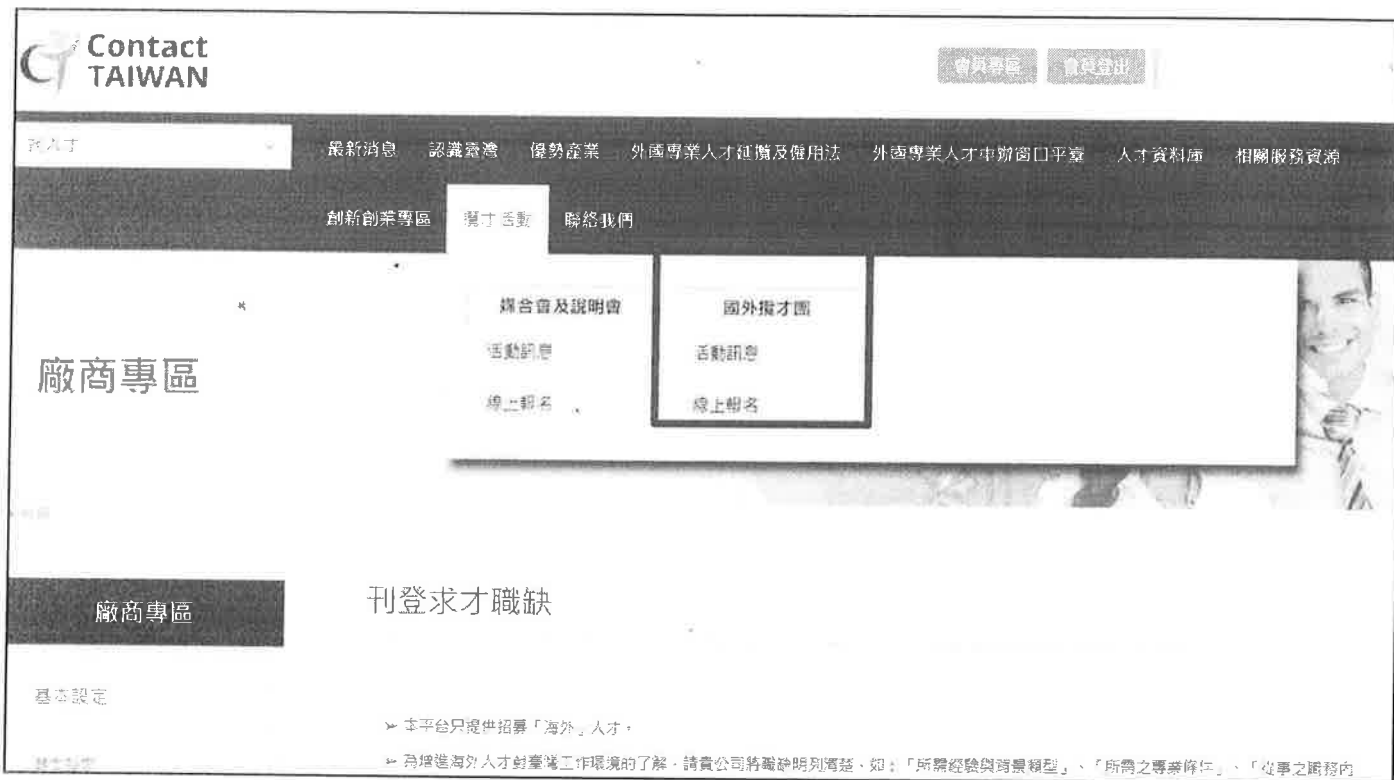 Contact
TAIWAN
會員專區 會員登出
找人才
最新消息 認識臺灣 優勢產業 外國專業人才延攬及僱用法 外國專業人才申辦窗口平臺 人才資料庫 相關服務資源
創新創業專區 攬才活動 聯絡我們
媒合會及說明會 國外攬才團
活動訊息 活動訊息
線上報名 線上報名
廠商專區
廠商專區
刊登求才職缺
基本設定
➢ 本平台只提供招募「海外」人才。
➢ 為增進海外人才對臺灣工作環境的了解，請貴公司將職缺明列清楚，如：「所需經驗與背景類型」、「所需之專業條件」、「從事之職務內